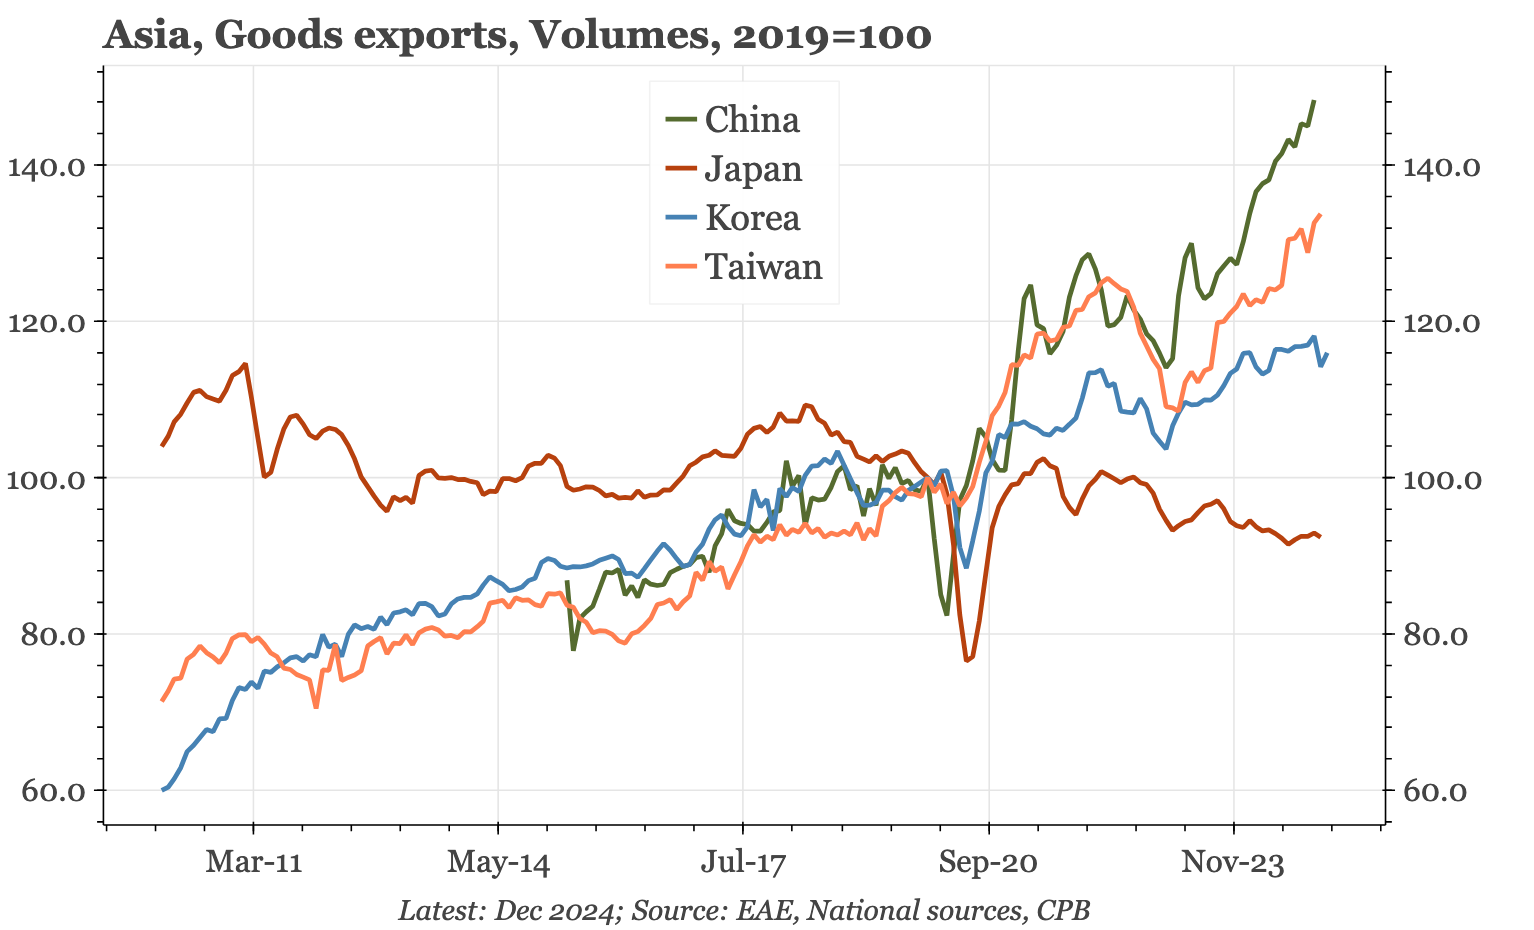 Asia, Goods exports, Volumes, 2019=100
China
Japan
Korea
Taiwan
140.0 140.0
120.0 120.0
100.0 100.0
80.0 80.0
60.0 60.0
Mar-11 May-14 Jul-17 Sep-20 Nov-23
Latest: Dec 2024; Source: EAE, National sources, CPB